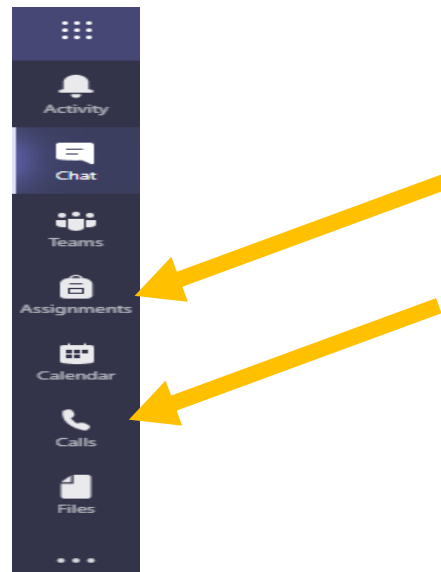 Activity
Chat
Teams
Assignments
Calendar
Calls
Files